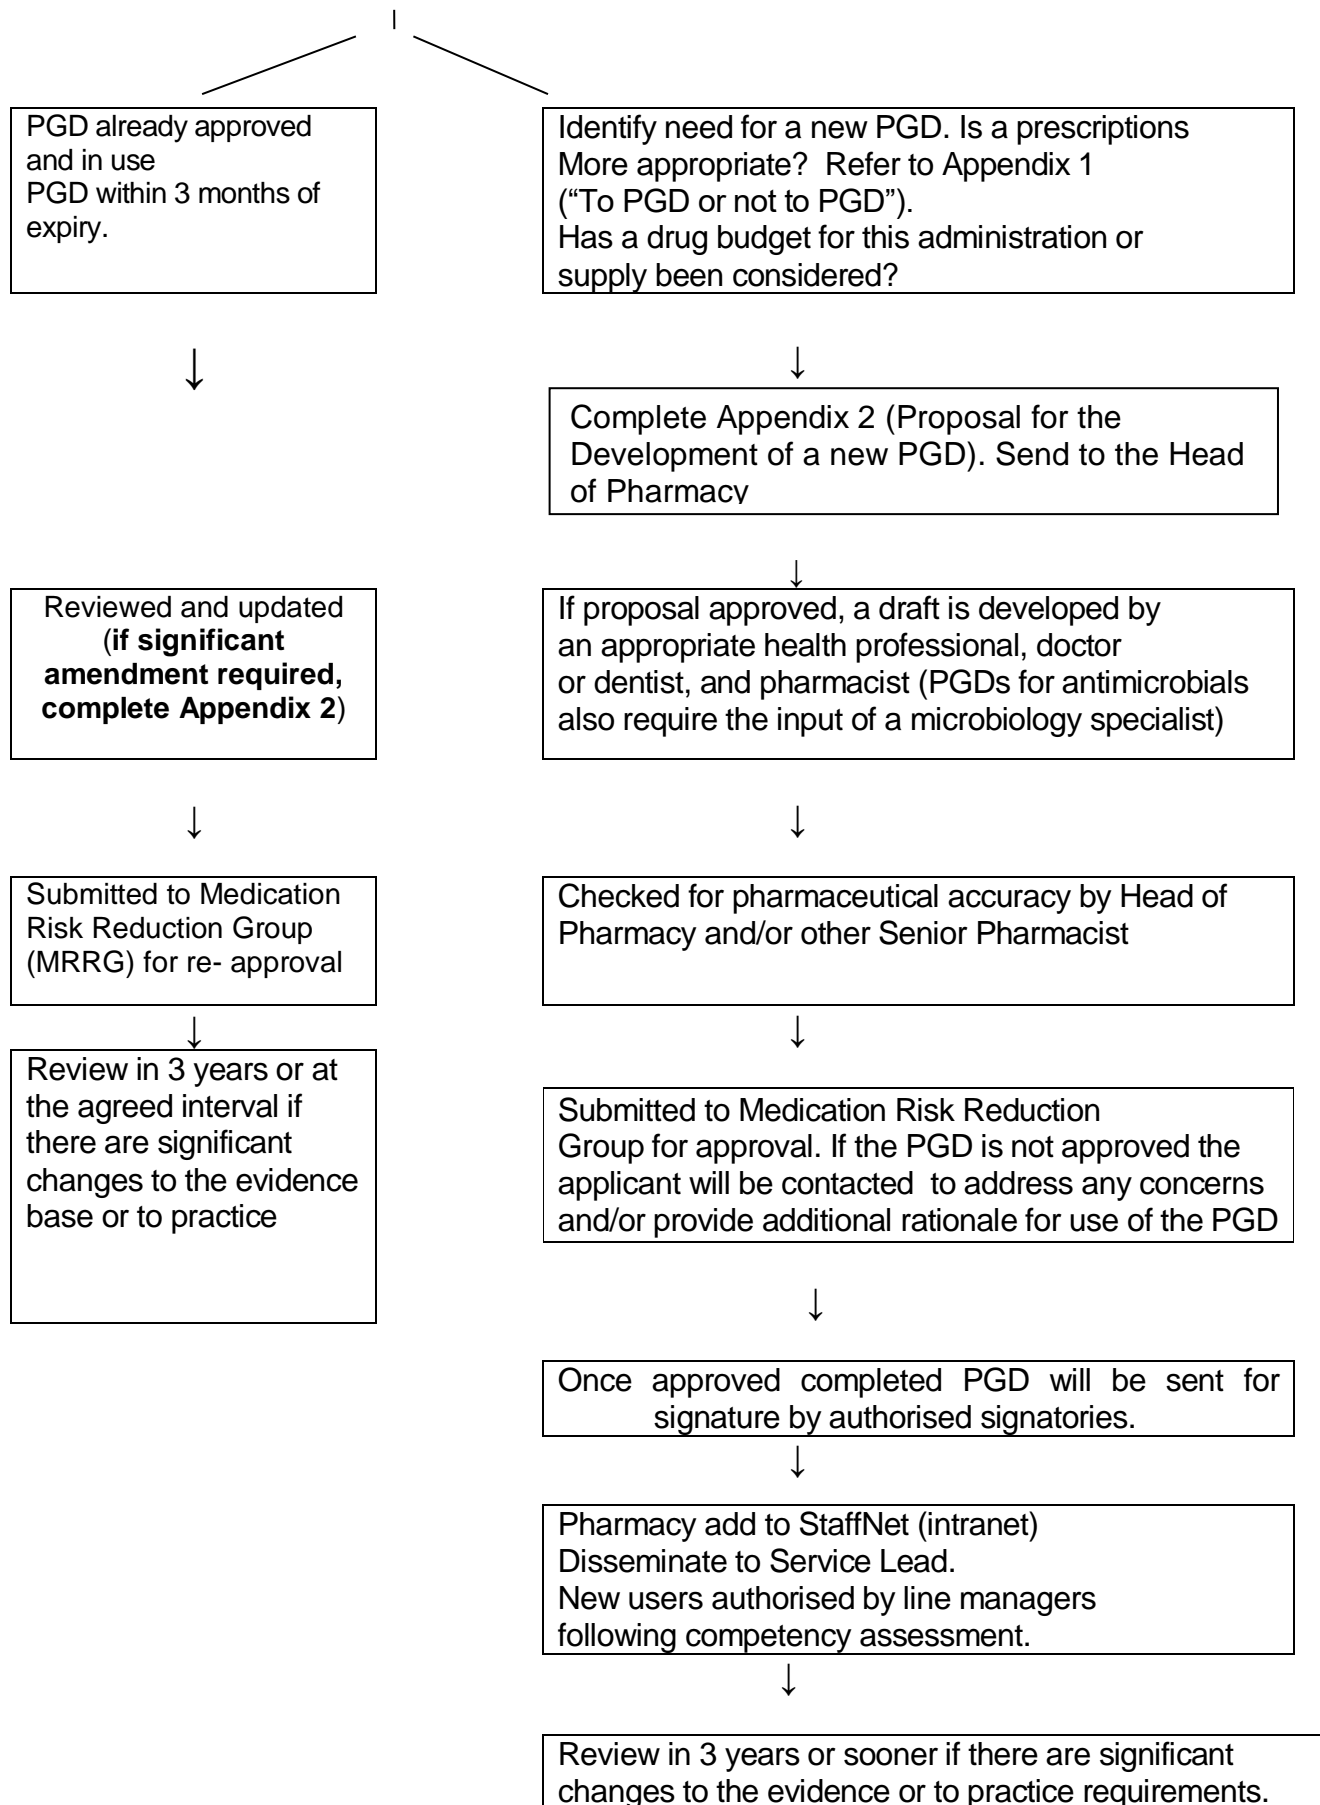 PGD already approved
and in use
PGD within 3 months of
expiry.
Identify need for a new PGD. Is a prescriptions
More appropriate? Refer to Appendix 1
(“To PGD or not to PGD”).
Has a drug budget for this administration or
supply been considered?
↓
↓
Complete Appendix 2 (Proposal for the
Development of a new PGD). Send to the Head
of Pharmacy
↓
Reviewed and updated
(if significant
amendment required,
complete Appendix 2)
If proposal approved, a draft is developed by
an appropriate health professional, doctor
or dentist, and pharmacist (PGDs for antimicrobials
also require the input of a microbiology specialist)
↓
↓
Submitted to Medication
Risk Reduction Group
(MRRG) for re- approval
Checked for pharmaceutical accuracy by Head of
Pharmacy and/or other Senior Pharmacist
↓
↓
Review in 3 years or at
the agreed interval if
there are significant
changes to the evidence
base or to practice
Submitted to Medication Risk Reduction
Group for approval. If the PGD is not approved the
applicant will be contacted to address any concerns
and/or provide additional rationale for use of the PGD
↓
Once approved completed PGD will be sent for
signature by authorised signatories.
↓
Pharmacy add to StaffNet (intranet)
Disseminate to Service Lead.
New users authorised by line managers
following competency assessment.
↓
Review in 3 years or sooner if there are significant
changes to the evidence or to practice requirements.